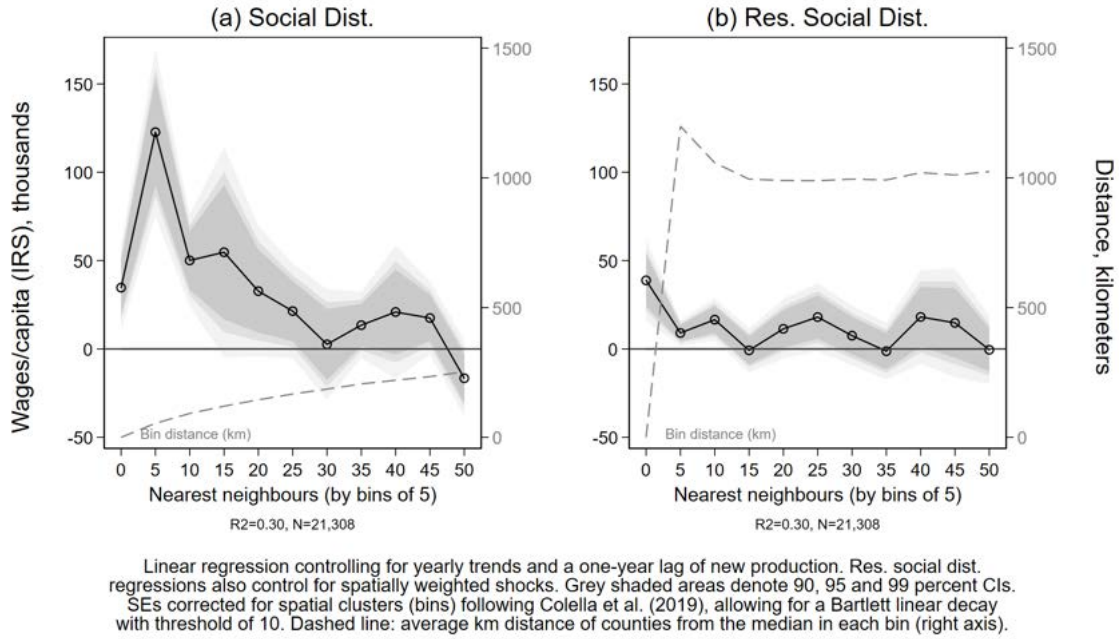 (a) Social Dist.
(b) Res. Social Dist.
Wages/capita (IRS), thousands
150
100
50
0
-50
1500
1000
500
0
Bin distance (km)
0 5 10 15 20 25 30 35 40 45 50
Nearest neighbours (by bins of 5)
R2=0.30, N=21,308
150
100
50
0
-50
1500
1000
500
0
Distance, kilometers
Bin distance (km)
0 5 10 15 20 25 30 35 40 45 50
Nearest neighbours (by bins of 5)
R2=0.30, N=21,308
Linear regression controlling for yearly trends and a one-year lag of new production. Res. social dist.
regressions also control for spatially weighted shocks. Grey shaded areas denote 90, 95 and 99 percent CIs.
SEs corrected for spatial clusters (bins) following Colella et al. (2019), allowing for a Bartlett linear decay
with threshold of 10. Dashed line: average km distance of counties from the median in each bin (right axis).